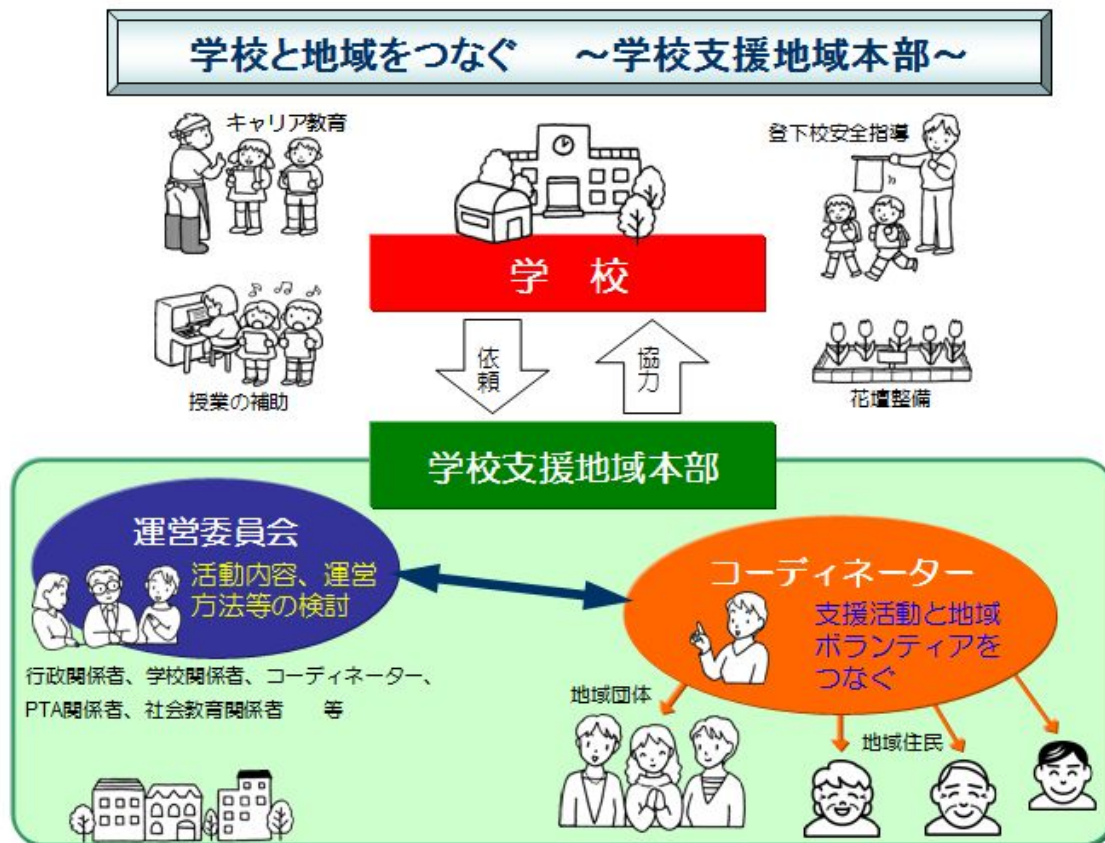 学校と地域をつなぐ ～学校支援地域本部～
キャリア教育
登下校安全指導
学 校
授業の補助
依頼
協力
花壇整備
学校支援地域本部
運営委員会
活動内容、運営
方法等の検討
行政関係者、学校関係者、コーディネーター、
PTA関係者、社会教育関係者 等
コーディネーター
支援活動と地域
ボランティアを
つなぐ
地域団体
地域住民